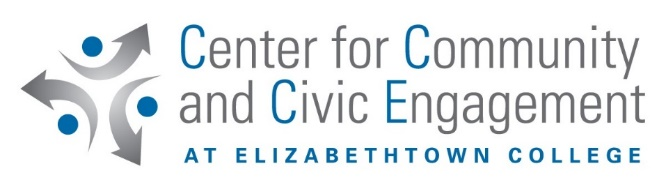 Center for Community
and Civic Engagement
AT ELIZABETHTOWN COLLEGE